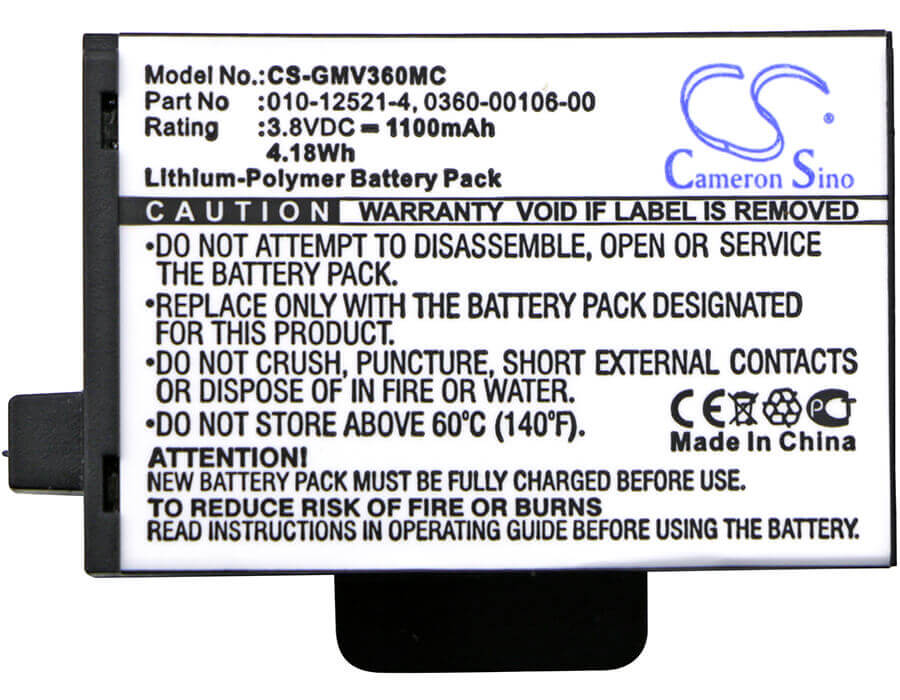 Model No.:CS-GMV360MC
Part No :010-12521-4, 0360-00106-00
Rating :3.8VDC = 1100mAh
4.18Wh
Lithium-Polymer Battery Pack
CS®
Cameron Sino
CAUTION WARRANTY VOID IF LABEL IS REMOVED
•DO NOT ATTEMPT TO DISASSEMBLE, OPEN OR SERVICE
THE BATTERY PACK.
•REPLACE ONLY WITH THE BATTERY PACK DESIGNATED
FOR THIS PRODUCT.
•DO NOT CRUSH, PUNCTURE, SHORT EXTERNAL CONTACTS
OR DISPOSE OF IN FIRE OR WATER.
•DO NOT STORE ABOVE 60°C (140°F).
CE PCT
Made In China
ATTENTION!
NEW BATTERY PACK MUST BE FULLY CHARGED BEFORE USE
TO REDUCE RISK OF FIRE OR BURNS
READ INSTRUCTIONS IN OPERATING GUIDE BEFORE USING THE BATTERY.